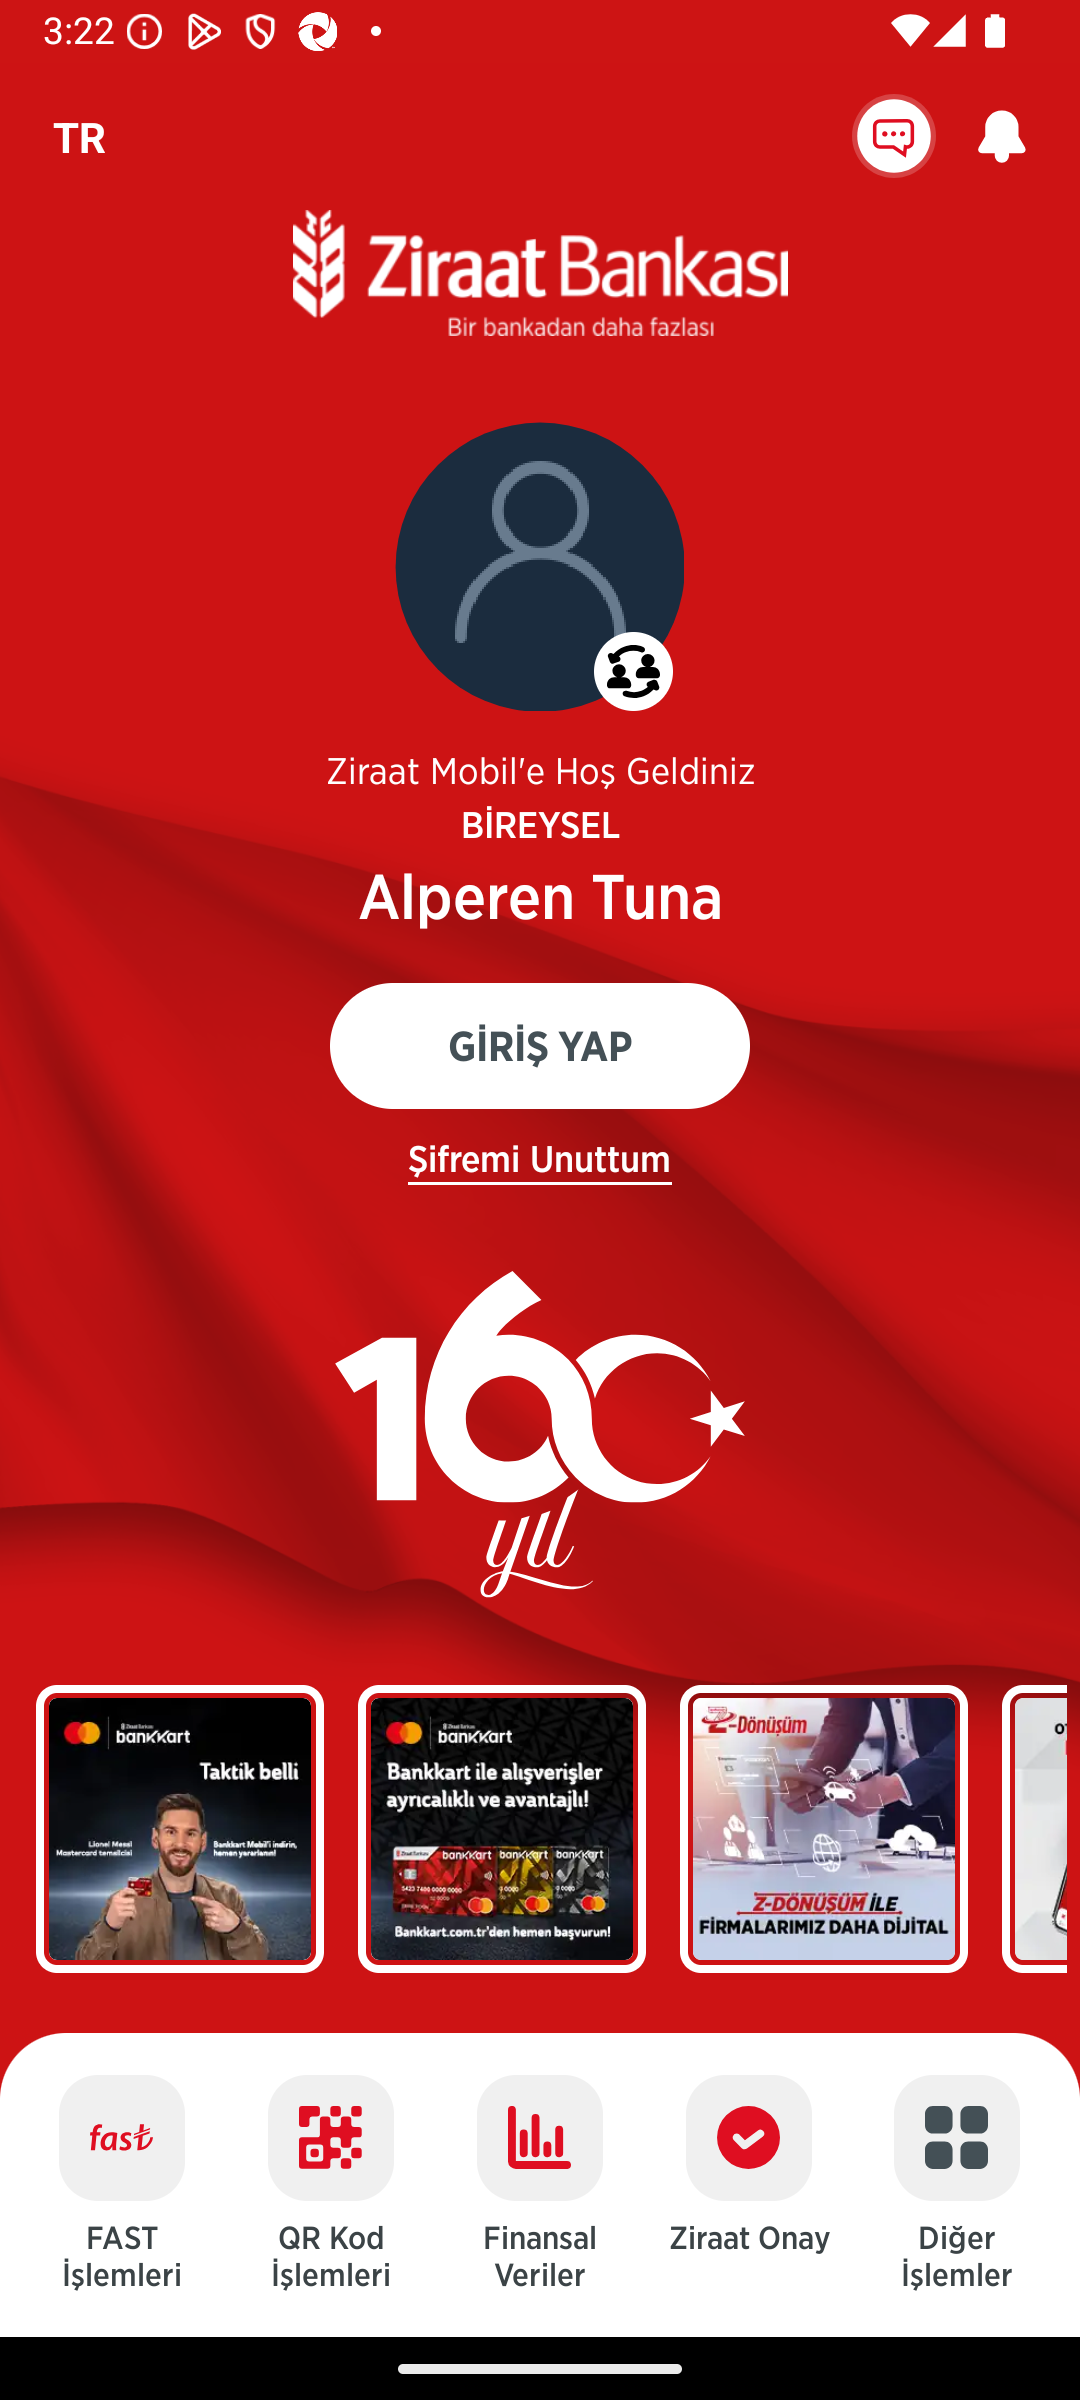 3:22
TR
Ziraat Bankası
Bir bankadan daha fazlası
Ziraat Mobil'e Hoş Geldiniz
BİREYSEL
Alperen Tuna
GİRİŞ YAP
Şifremi Unuttum
160
yıl
bankkart
Taktik belli
Lionel Messi
Mastercard temsilcisi
Bankkart Mobil'i indirin,
hemen yararlanın!
bankkart
Bankkart ile alışverişler
ayrıcalıklı ve avantajlı!
bankkart bankkart bankkart
Bankkart.com.tr'den hemen başvurun!
Z-Dönüşüm
Z-DÖNÜŞÜM İLE
FİRMALARIMIZ DAHA DİJİTAL
fast
FAST
İşlemleri
QR Kod
İşlemleri
Finansal
Veriler
Ziraat Onay
Diğer
İşlemler